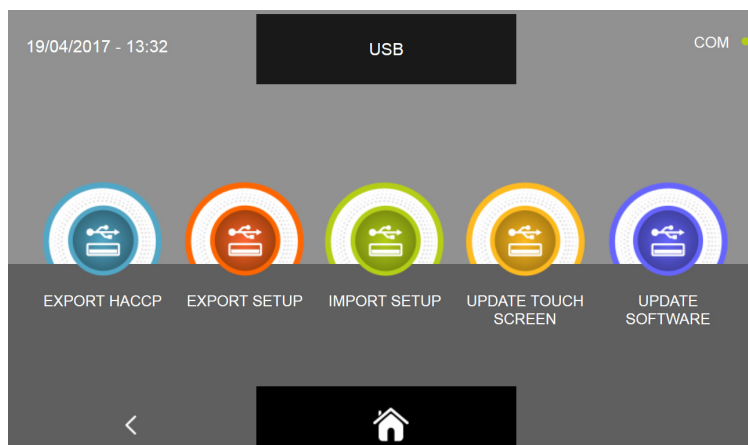 19/04/2017 - 13:32
USB
COM
EXPORT HACCP
EXPORT SETUP
IMPORT SETUP
UPDATE TOUCH
SCREEN
UPDATE
SOFTWARE